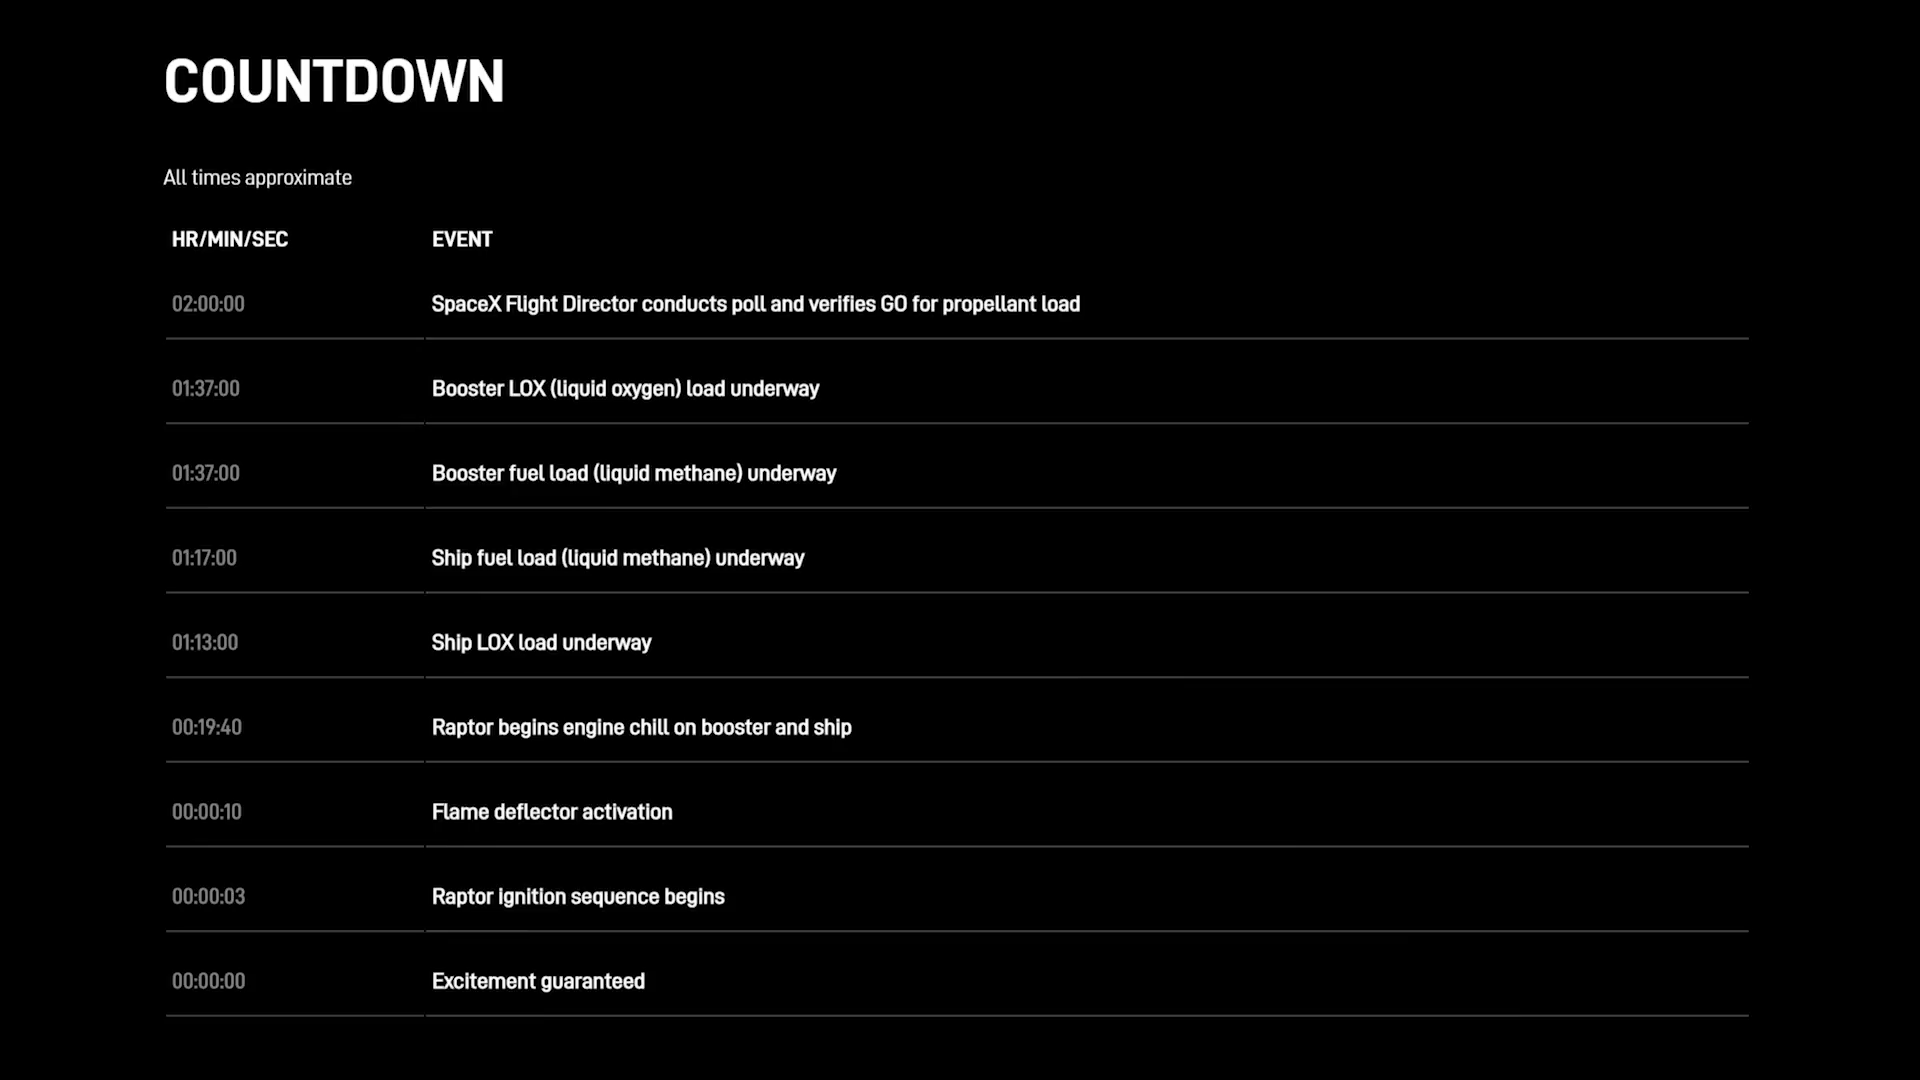 COUNTDOWN
All times approximate
HR/MIN/SEC EVENT
02:00:00 SpaceX Flight Director conducts poll and verifies GO for propellant load
01:37:00 Booster LOX (liquid oxygen) load underway
01:37:00 Booster fuel load (liquid methane) underway
01:17:00 Ship fuel load (liquid methane) underway
01:13:00 Ship LOX load underway
00:19:40 Raptor begins engine chill on booster and ship
00:00:10 Flame deflector activation
00:00:03 Raptor ignition sequence begins
00:00:00 Excitement guaranteed